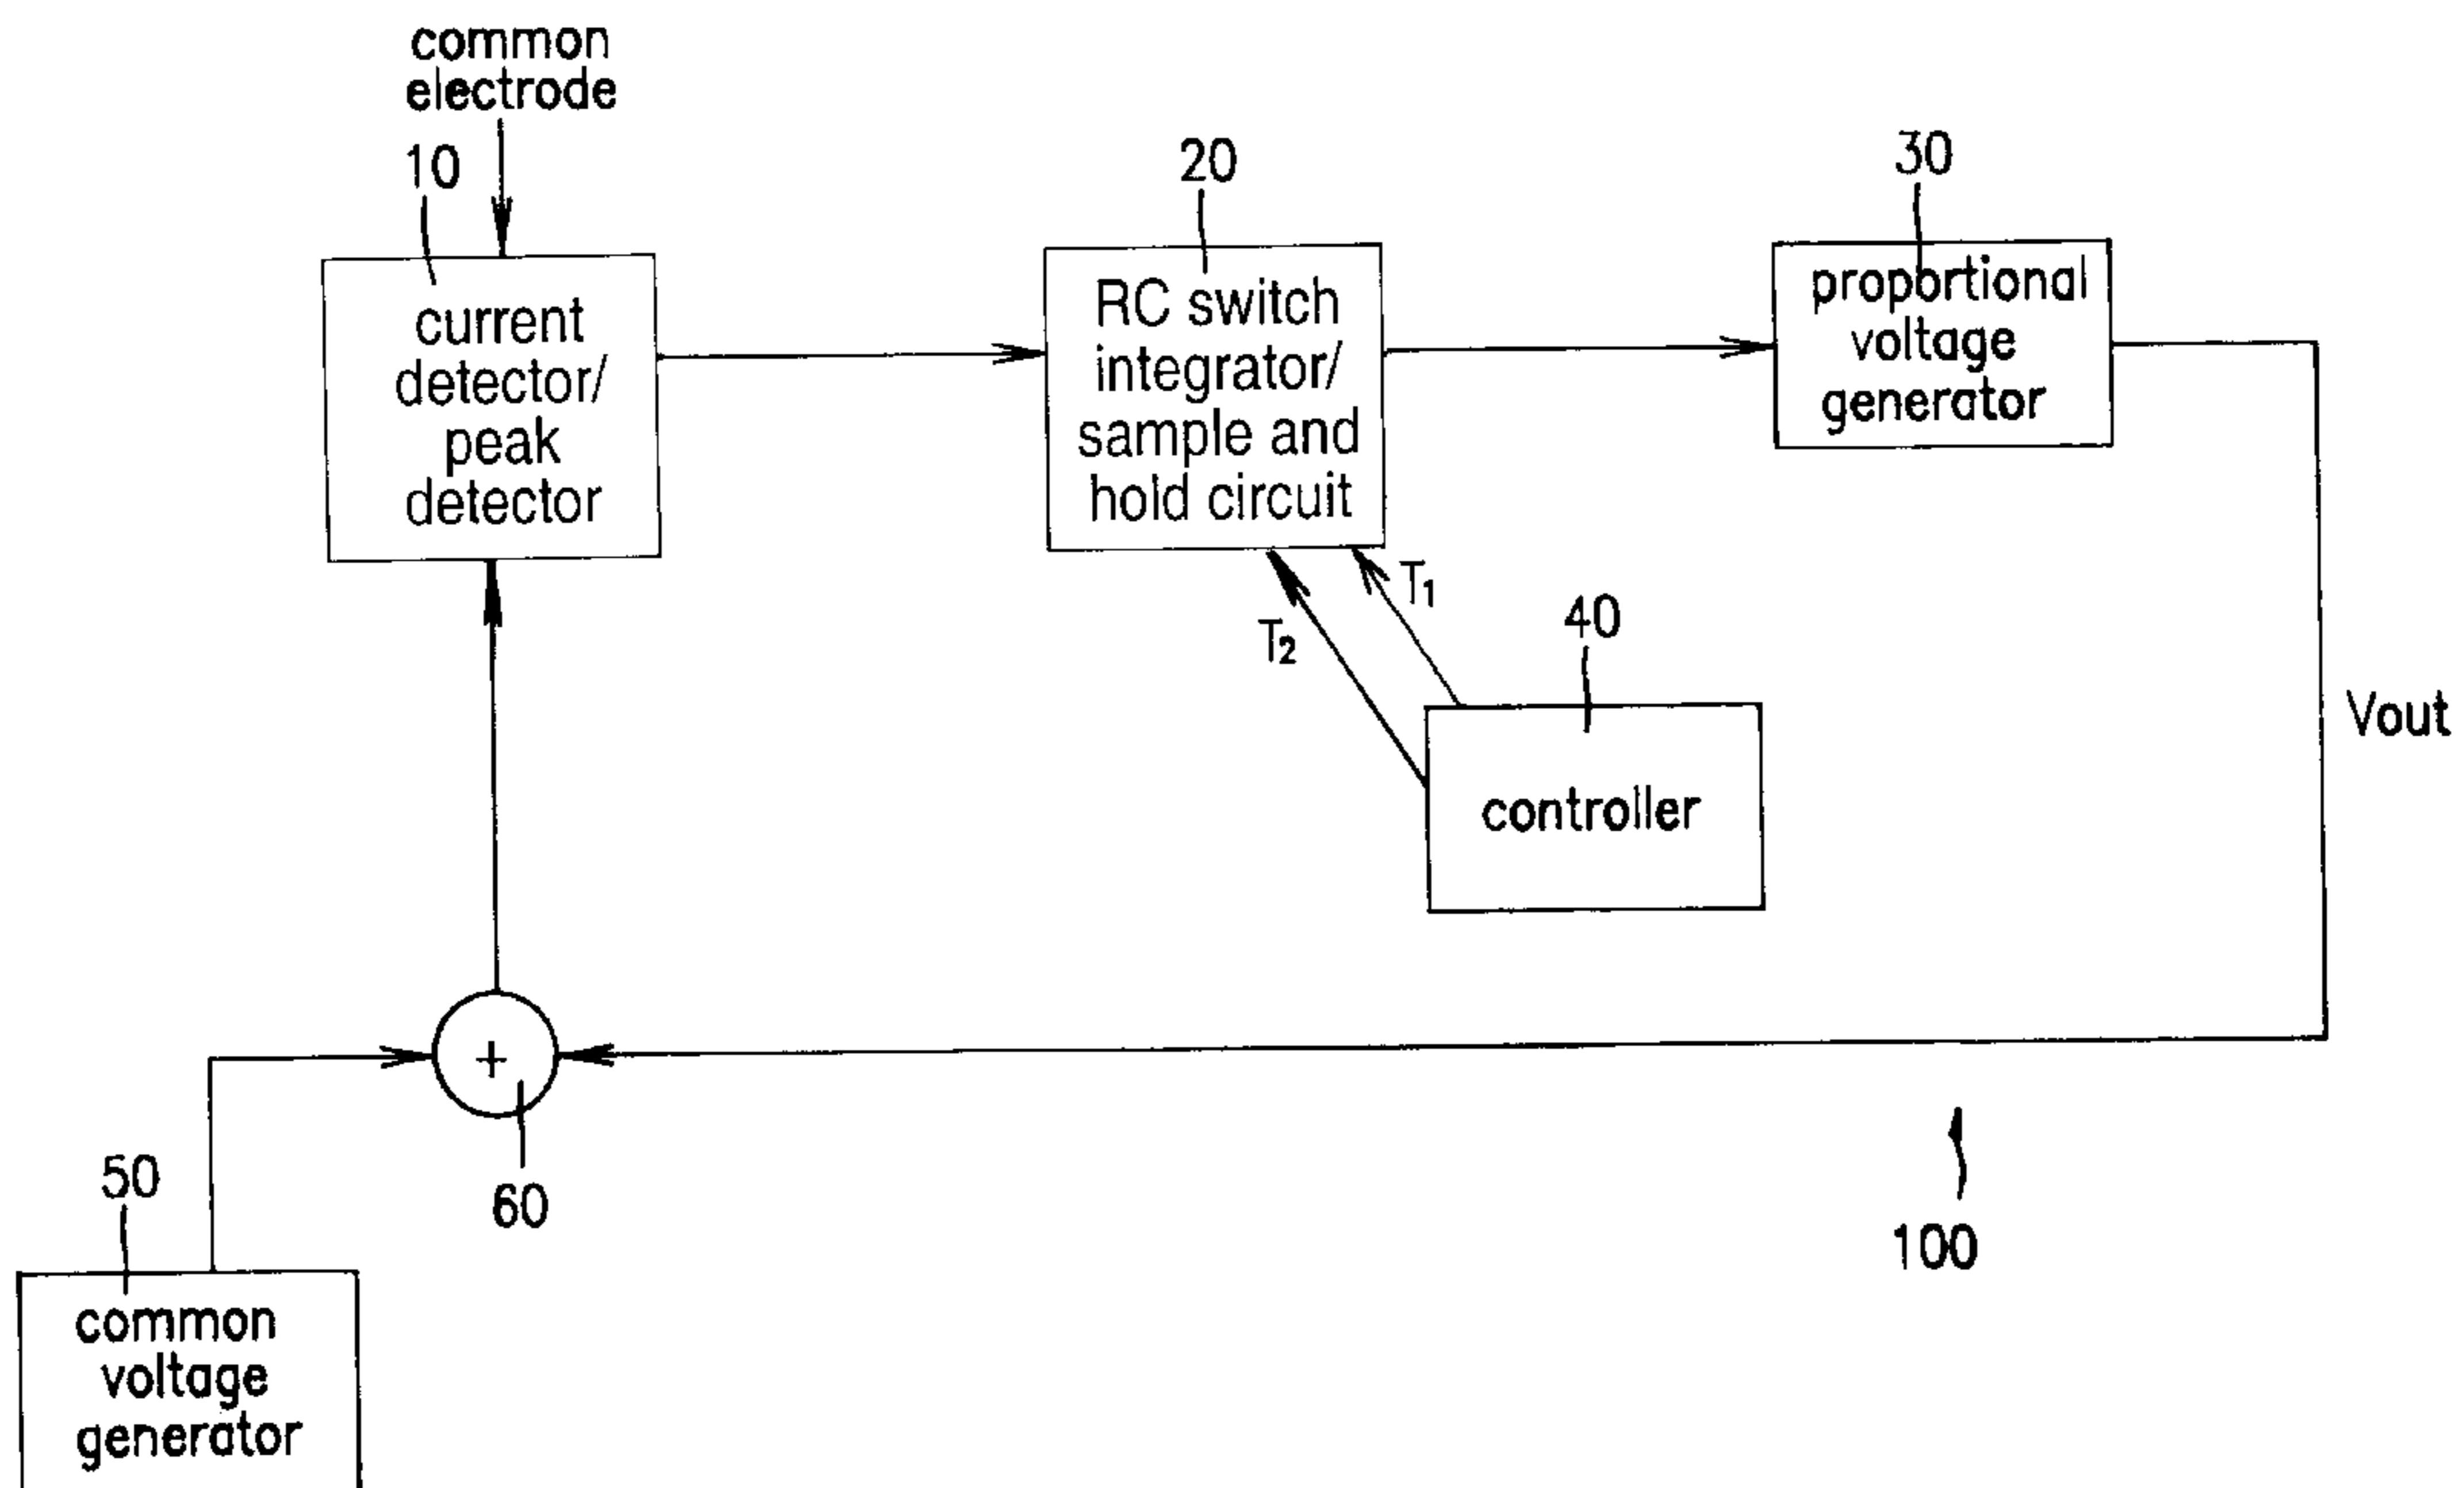 common
electrode
10
20
30
current
detector/
peak
detector
RC switch
integrator/
sample and
hold circuit
proportional
voltage
generator
T1
T2
40
controller
Vout
+
60
50
100
common
voltage
generator